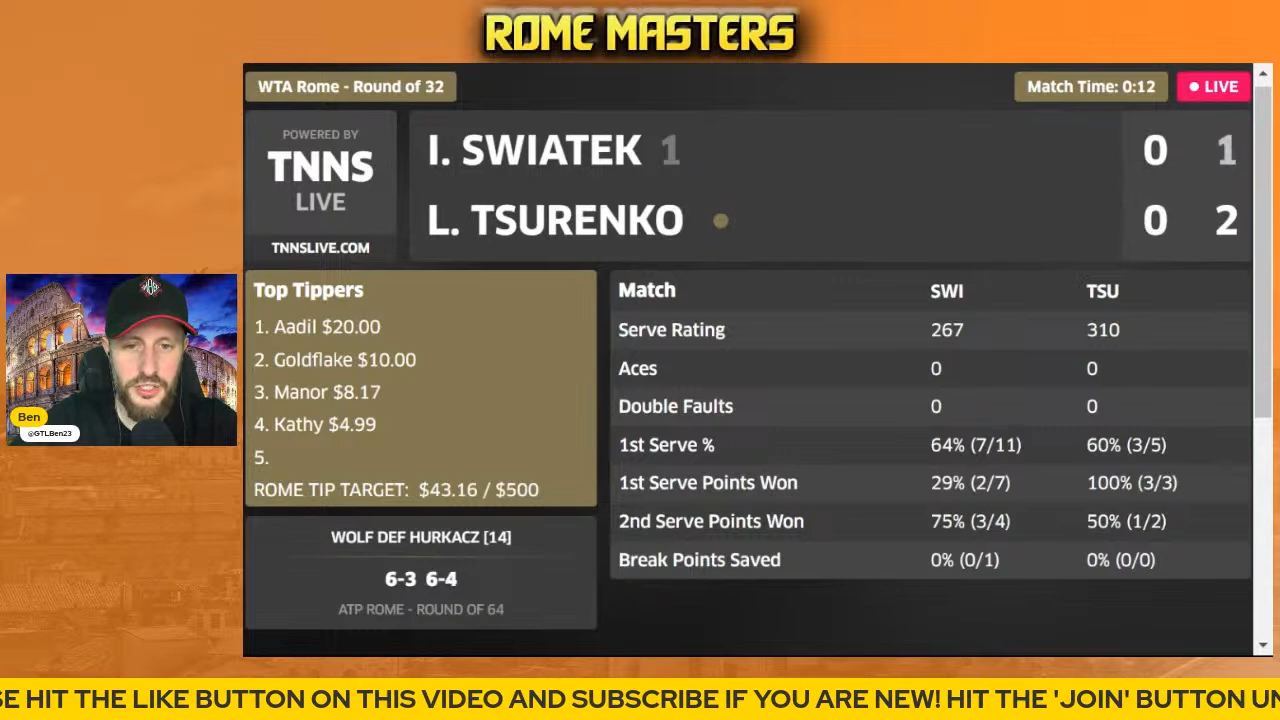 ROME MASTERS
WTA Rome - Round of 32
Match Time: 0:12
LIVE
POWERED BY
TNNS
LIVE
TNNSLIVE.COM
I. SWIATEK 1 0 1
L. TSURENKO 0 2
Top Tippers
1. Aadil $20.00
2. Goldflake $10.00
3. Manor $8.17
4. Kathy $4.99
5.
ROME TIP TARGET: $43.16 / $500
WOLF DEF HURKACZ [14]
6-3 6-4
ATP ROME - ROUND OF 64
Match SWI TSU
Serve Rating 267 310
Aces 0 0
Double Faults 0 0
1st Serve % 64% (7/11) 60% (3/5)
1st Serve Points Won 29% (2/7) 100% (3/3)
2nd Serve Points Won 75% (3/4) 50% (1/2)
Break Points Saved 0% (0/1) 0% (0/0)
Ben
@GTLBen23
SE HIT THE LIKE BUTTON ON THIS VIDEO AND SUBSCRIBE IF YOU ARE NEW! HIT THE 'JOIN' BUTTON UN